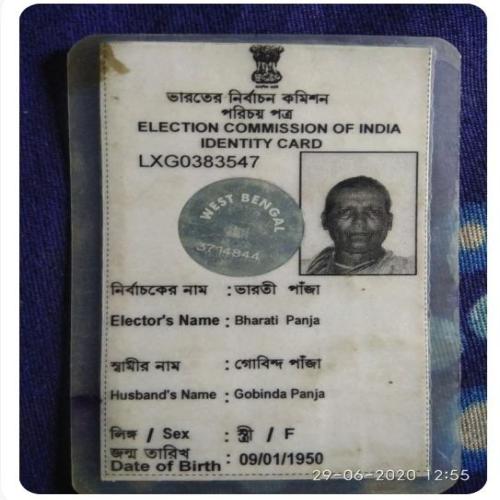 ভারতের নির্বাচন কমিশন
পরিচয় পত্র
ELECTION COMMISSION OF INDIA
IDENTITY CARD
LXG0383547
WEST BENGAL
3714844
নির্বাচকের নাম : ভারতী পাঁজা
Elector's Name : Bharati Panja
স্বামীর নাম : গোবিন্দ পাঁজা
Husband's Name : Gobinda Panja
লিঙ্গ / Sex : স্ত্রী / F
জন্ম তারিখ
Date of Birth : 09/01/1950
29-06-2020 12:55